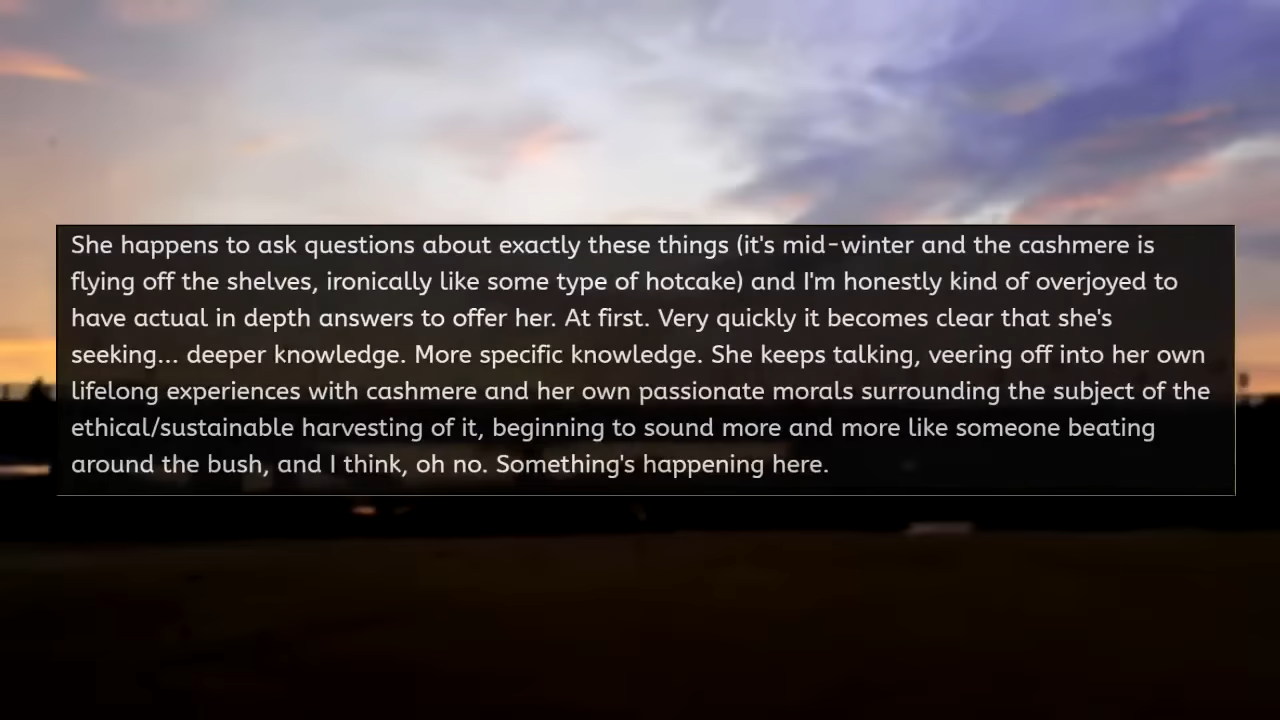 She happens to ask questions about exactly these things (it's mid-winter and the cashmere is
flying off the shelves, ironically like some type of hotcake) and I'm honestly kind of overjoyed to
have actual in depth answers to offer her. At first. Very quickly it becomes clear that she's
seeking... deeper knowledge. More specific knowledge. She keeps talking, veering off into her own
lifelong experiences with cashmere and her own passionate morals surrounding the subject of the
ethical/sustainable harvesting of it, beginning to sound more and more like someone beating
around the bush, and I think, oh no. Something's happening here.